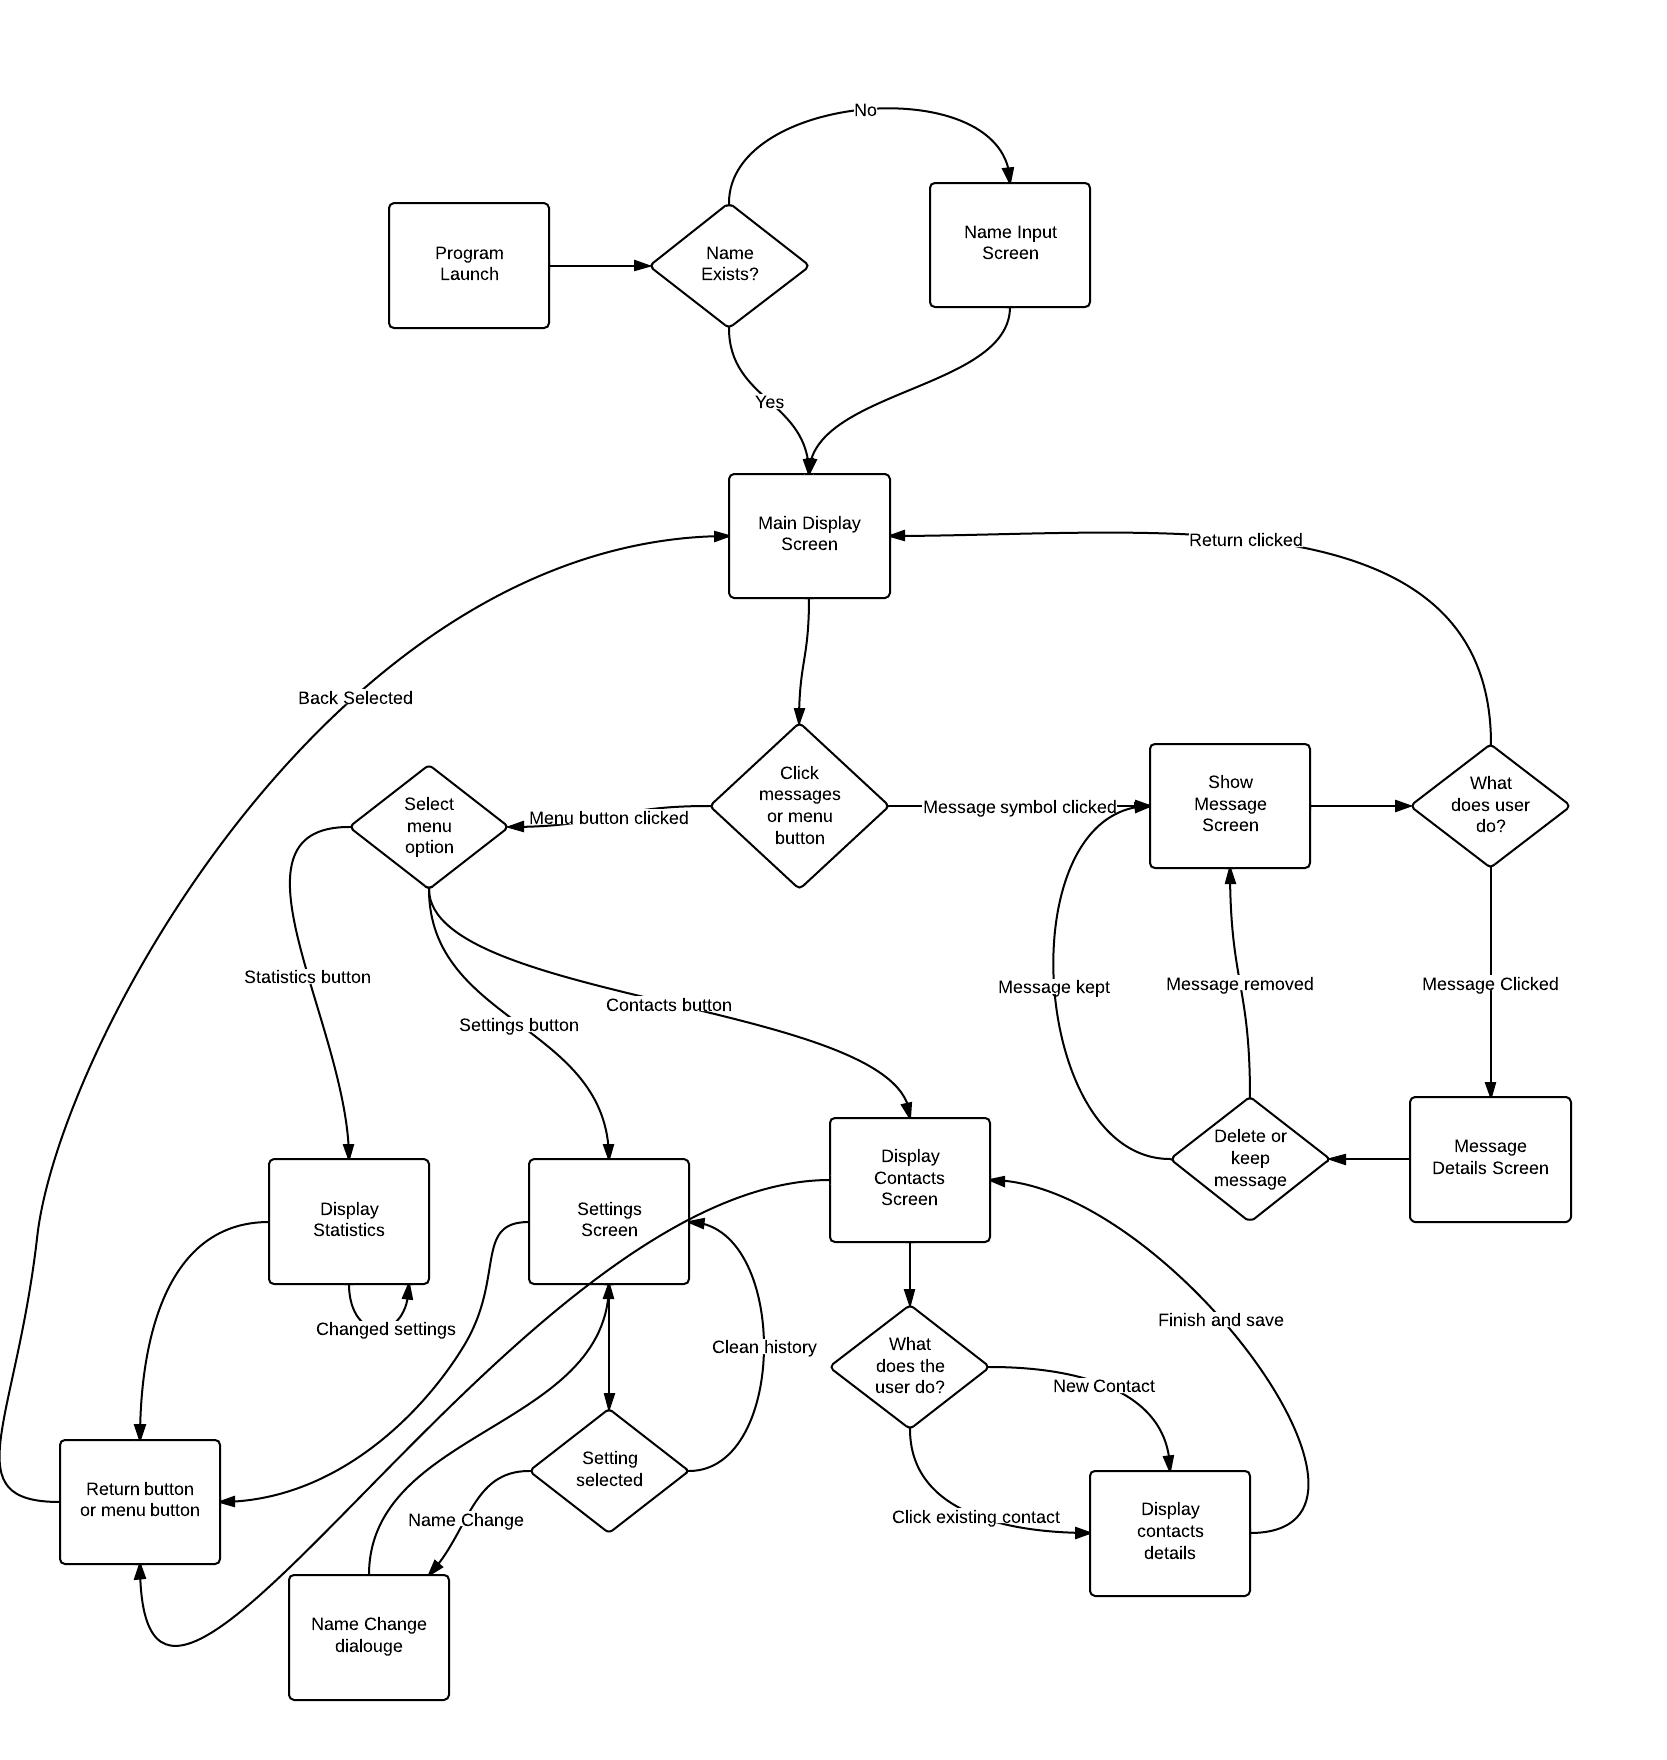 No
Name Input
Screen
Program
Launch
Name
Exists?
Yes
Main Display
Screen
Return clicked
Back Selected
Click
messages
or menu
button
Show
Message
Screen
What
does user
do?
Select
menu
option
Menu button clicked
Message symbol clicked
Statistics button
Settings button
Contacts button
Message kept
Message removed
Message Clicked
Delete or
keep
message
Message
Details Screen
Display
Contacts
Screen
Display
Statistics
Settings
Screen
Changed settings
Clean history
Finish and save
What
does the
user do?
New Contact
Setting
selected
Return button
or menu button
Name Change
Click existing contact
Display
contacts
details
Name Change
dialouge